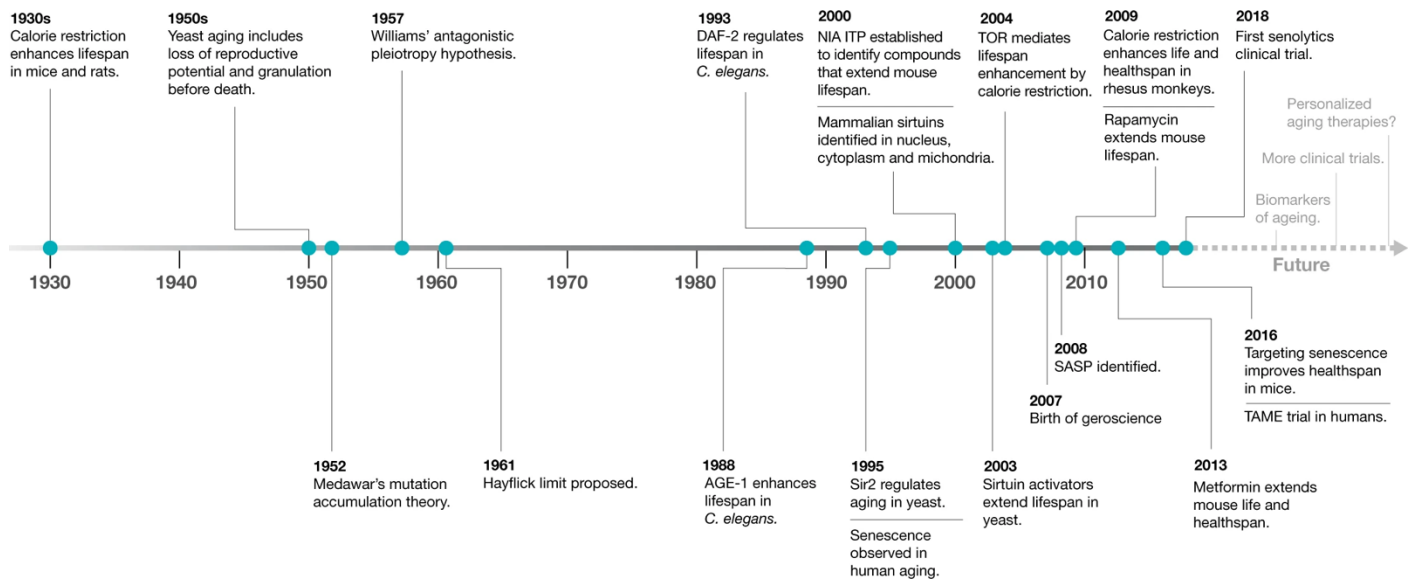 1930s
Calorie restriction
enhances lifespan
in mice and rats.
1950s
Yeast aging includes
loss of reproductive
potential and granulation
before death.
1957
Williams’ antagonistic
pleiotropy hypothesis.
1993
DAF-2 regulates
lifespan in
C. elegans.
2000
NIA ITP established
to identify compounds
that extend mouse
lifespan.
Mammalian sirtuins
identified in nucleus,
cytoplasm and michondria.
2004
TOR mediates
lifespan
enhancement by
calorie restriction.
2009
Calorie restriction
enhances life and
healthspan in
rhesus monkeys.
Rapamycin
extends mouse
lifespan.
2018
First senolytics
clinical trial.
Personalized
aging therapies?
More clinical trials.
Biomarkers
of ageing.
1930
1940
1950
1960
1970
1980
1990
2000
2010
Future
1952
Medawar’s mutation
accumulation theory.
1961
Hayflick limit proposed.
1988
AGE-1 enhances
lifespan in
C. elegans.
1995
Sir2 regulates
aging in yeast.
Senescence
observed in
human aging.
2003
Sirtuin activators
extend lifespan in
yeast.
2007
Birth of geroscience
2008
SASP identified.
2013
Metformin extends
mouse life and
healthspan.
2016
Targeting senescence
improves healthspan
in mice.
TAME trial in humans.